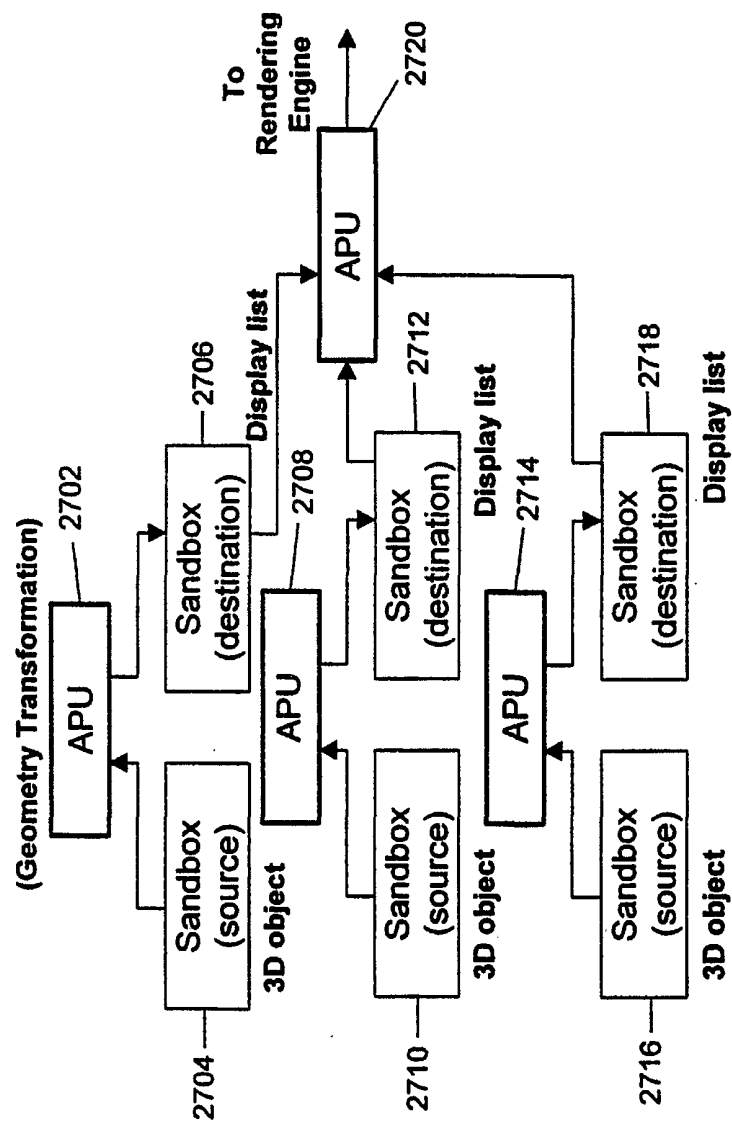 (Geometry Transformation)
2702
APU
2706
Sandbox
(source)
Sandbox
(destination)
2704
3D object
Display list
2708
APU
To
Rendering
Engine
APU
2720
2712
Sandbox
(source)
Sandbox
(destination)
2710
3D object
Display list
2714
APU
2718
Sandbox
(source)
Sandbox
(destination)
2716
3D object
Display list